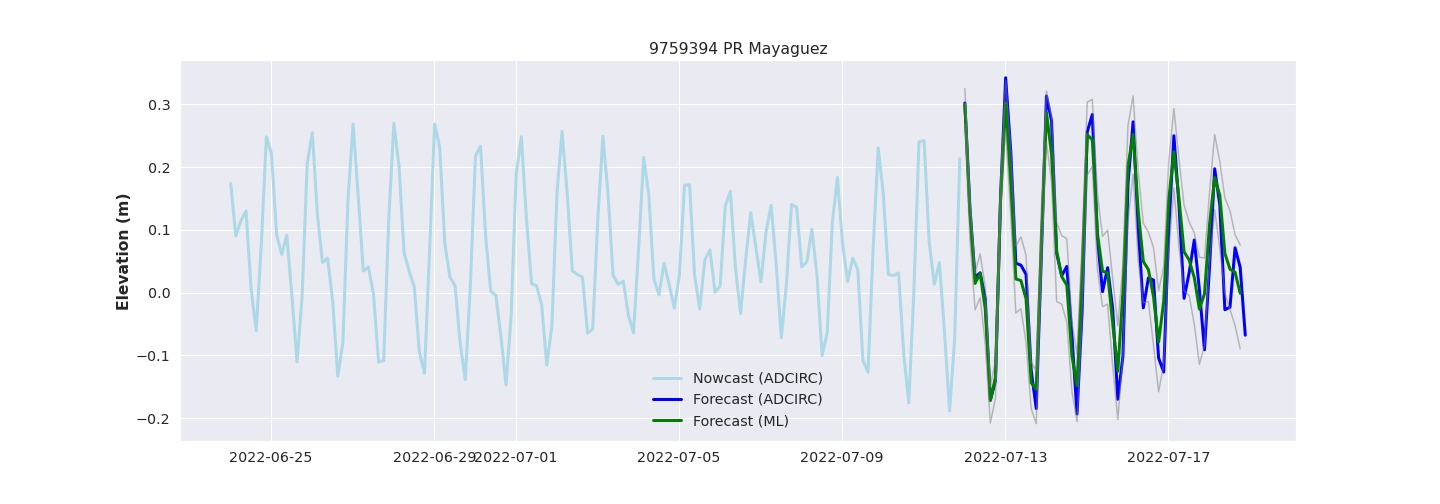 9759394 PR Mayaguez
Elevation (m)
0.3
0.2
0.1
0.0
−0.1
−0.2
Nowcast (ADCIRC)
Forecast (ADCIRC)
Forecast (ML)
2022-06-25 2022-06-29 2022-07-01 2022-07-05 2022-07-09 2022-07-13 2022-07-17